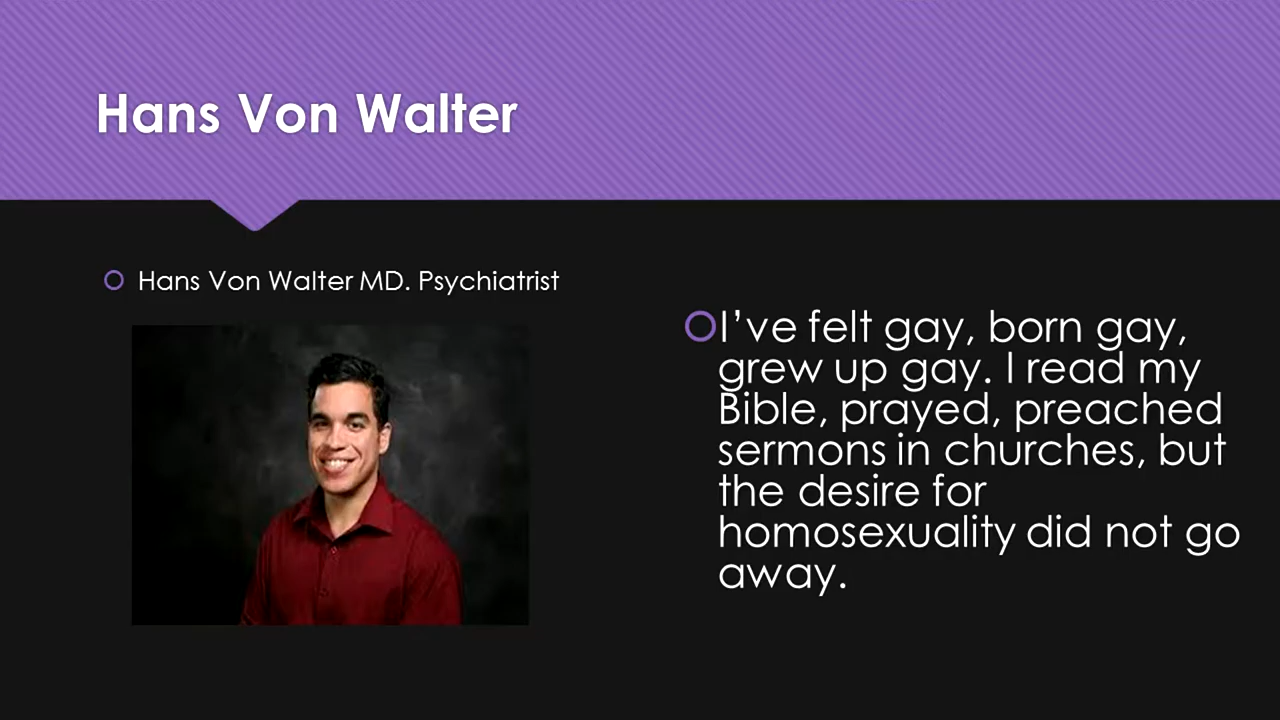 Hans Von Walter
Hans Von Walter MD. Psychiatrist
I’ve felt gay, born gay,
grew up gay. I read my
Bible, prayed, preached
sermons in churches, but
the desire for
homosexuality did not go
away.